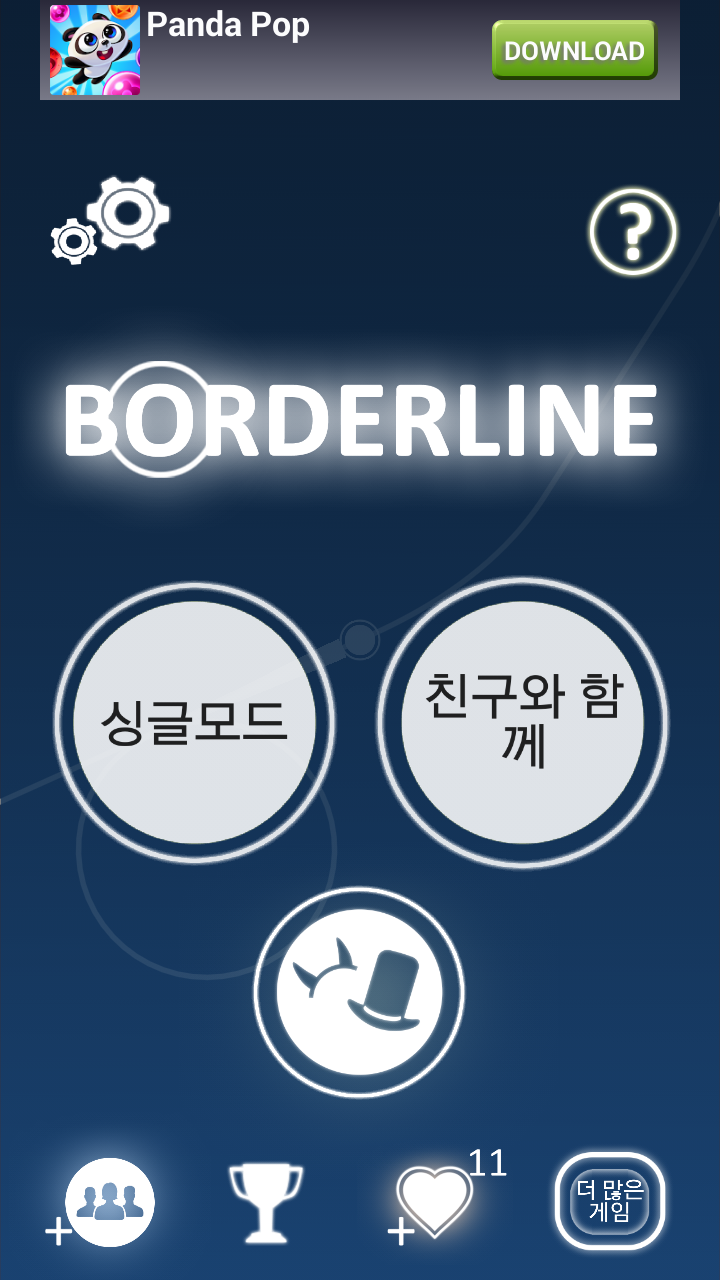 Panda Pop
DOWNLOAD
?
BORDERLINE
싱글모드
친구와 함
께
11
+
+
더 많은
게임